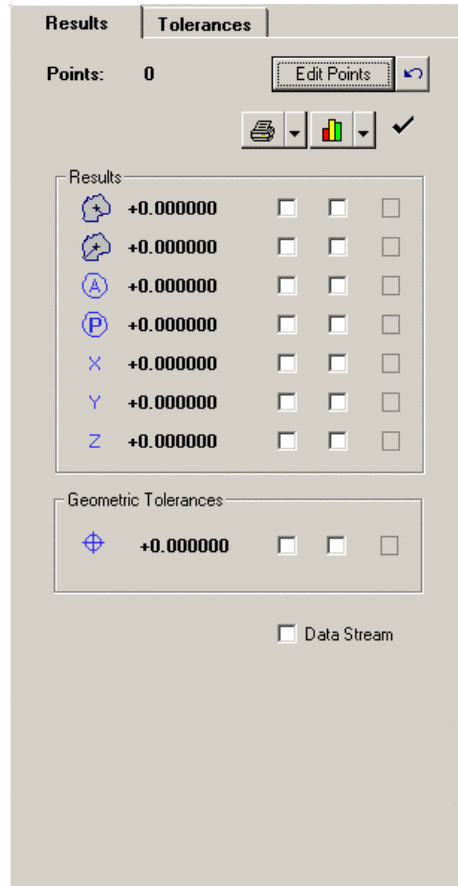 Results Tolerances
Points: 0 Edit Points
Results
+0.000000
+0.000000
A +0.000000
P +0.000000
X +0.000000
Y +0.000000
Z +0.000000
Geometric Tolerances
+0.000000
Data Stream